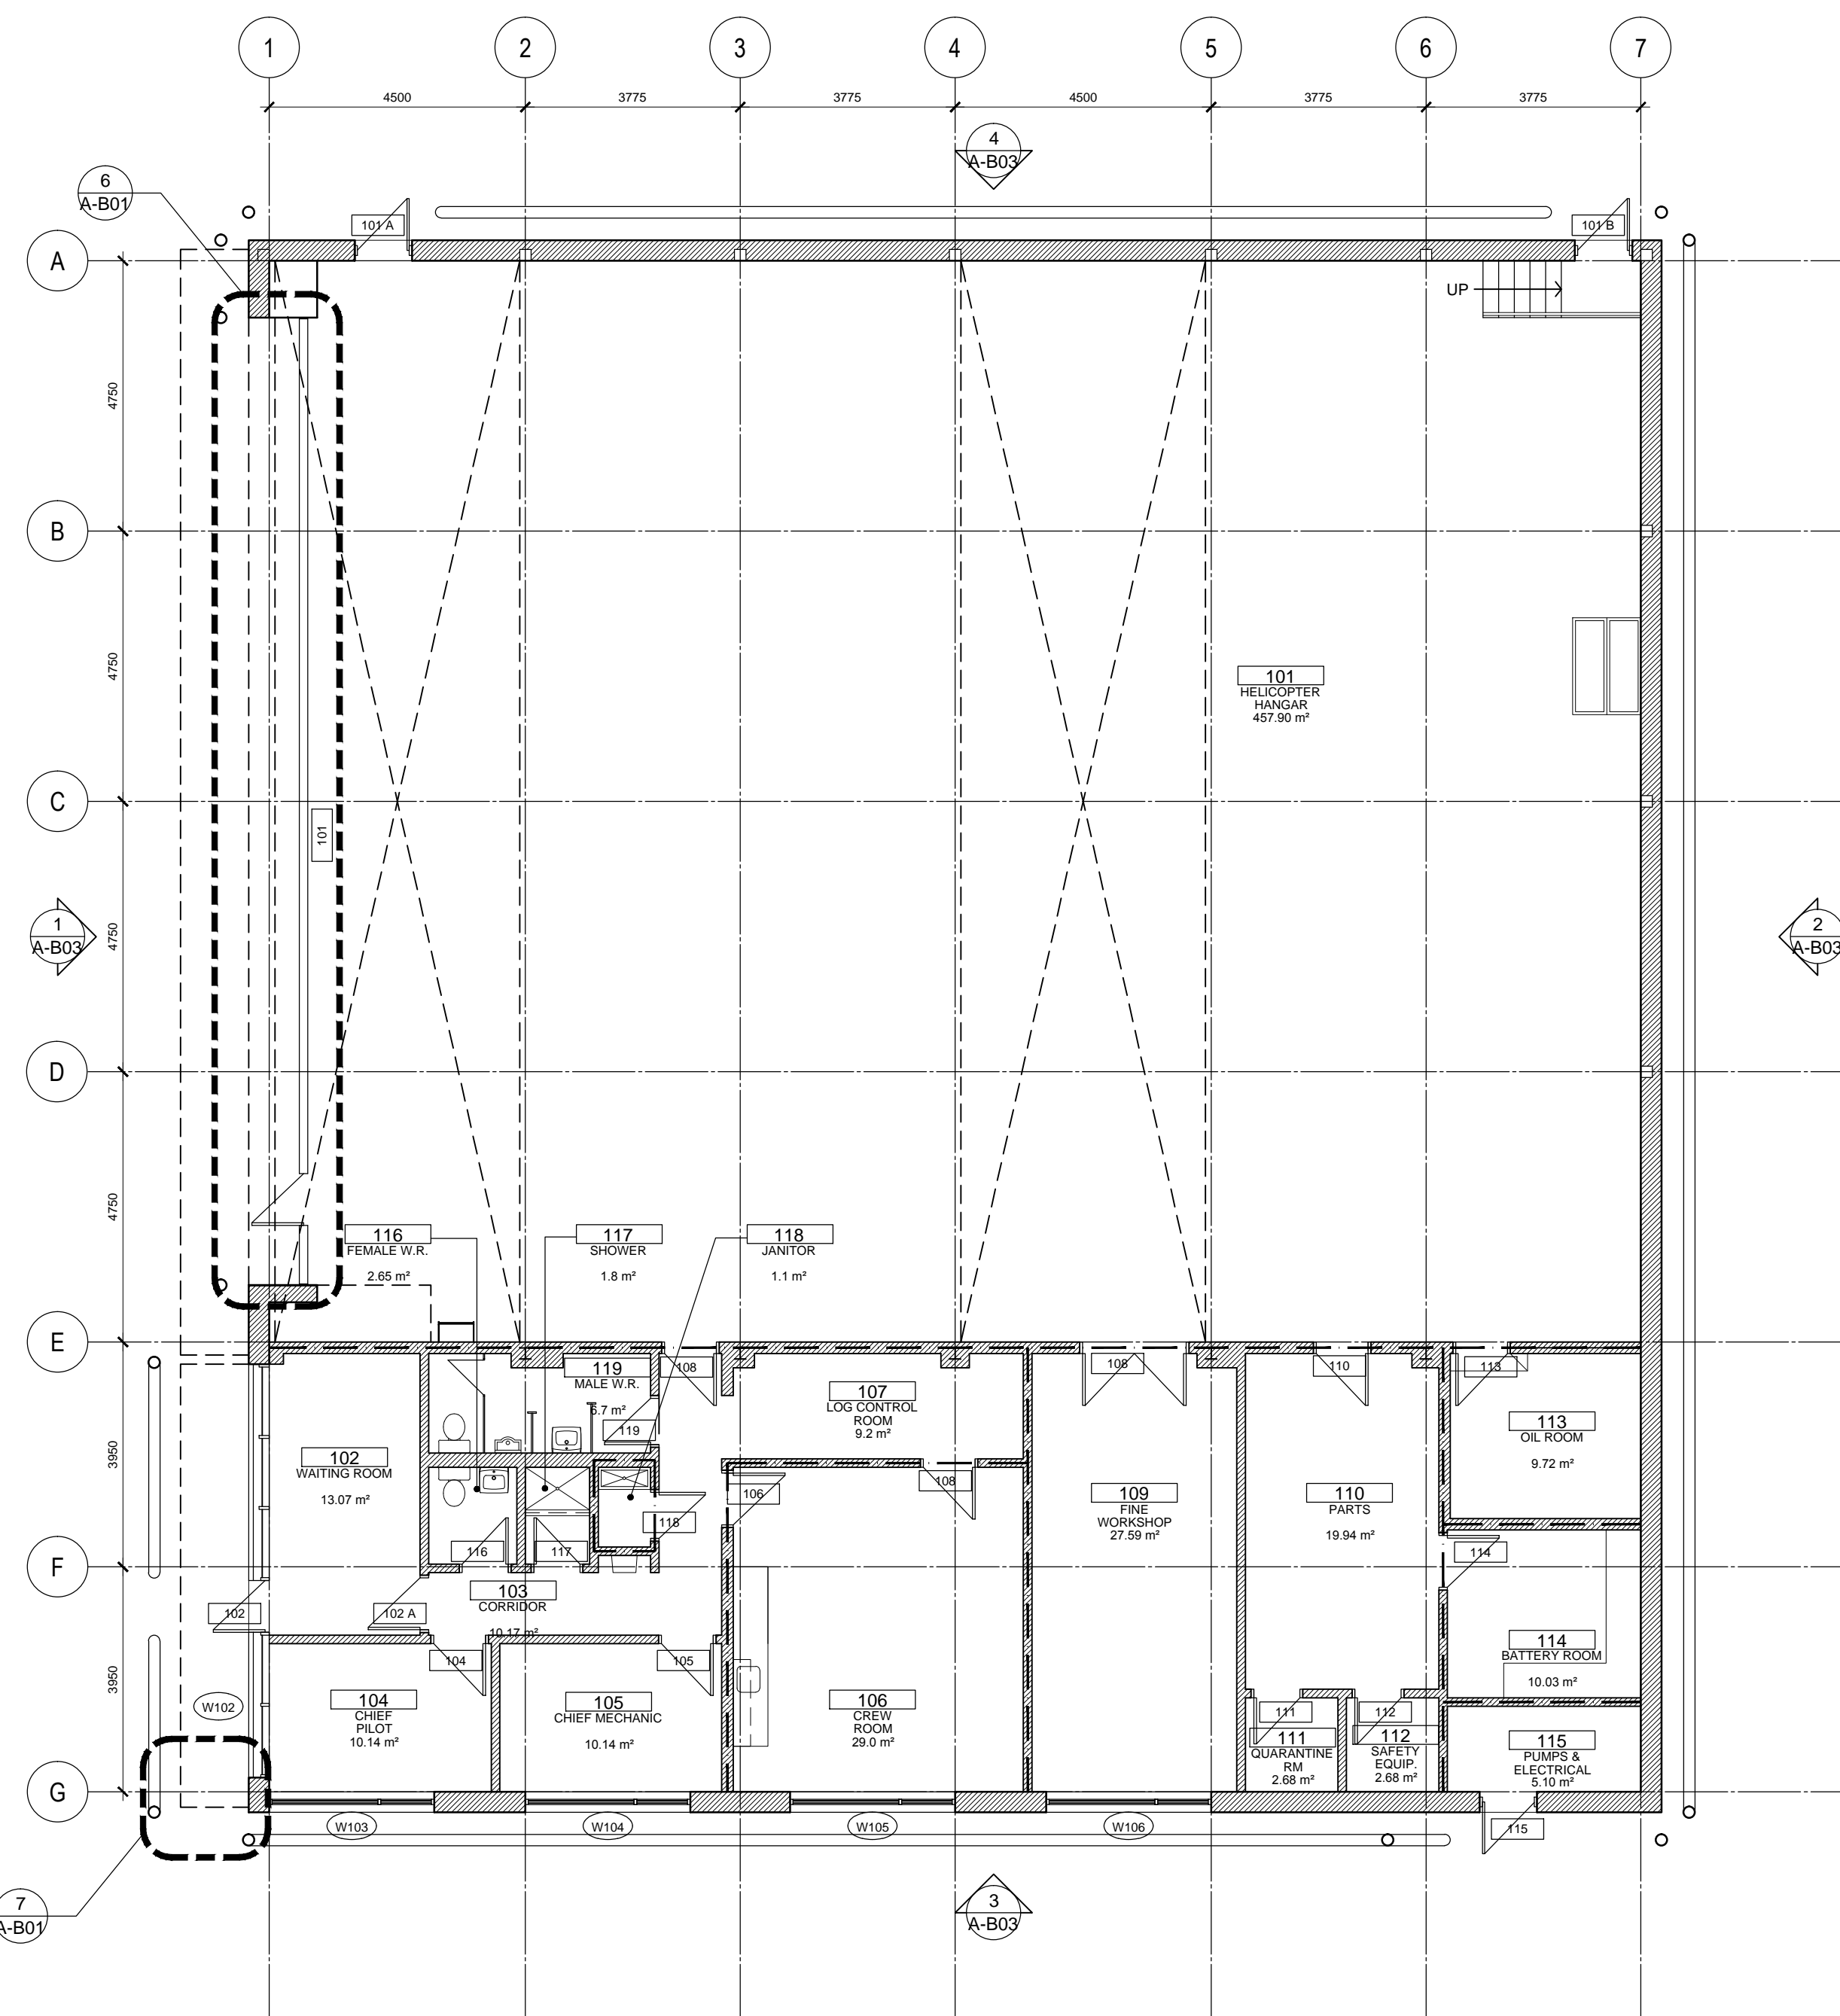 1
2
3
4
5
6
7
4500
3775
3775
4500
3775
3775
4
A-B03
6
A-B01
101 A
101 B
A
UP
4750
B
4750
101
HELICOPTER
HANGAR
457.90 m²
C
101
1
A-B03
4750
2
A-B03
D
4750
116
FEMALE W.R.
2.65 m²
117
SHOWER
1.8 m²
118
JANITOR
1.1 m²
E
119
MALE W.R.
6.7 m²
108
108
110
113
107
LOG CONTROL
ROOM
9.2 m²
113
OIL ROOM
9.72 m²
119
3950
102
WAITING ROOM
13.07 m²
108
106
109
FINE
WORKSHOP
27.59 m²
110
PARTS
19.94 m²
118
116
117
114
F
103
CORRIDOR
10.17 m²
102
102 A
104
105
114
BATTERY ROOM
10.03 m²
3950
W102
104
CHIEF
PILOT
10.14 m²
105
CHIEF MECHANIC
10.14 m²
106
CREW
ROOM
29.0 m²
111
112
111
QUARANTINE
RM
2.68 m²
112
SAFETY
EQUIP.
2.68 m²
115
PUMPS &
ELECTRICAL
5.10 m²
G
W103
W104
W105
W106
115
7
A-B01
3
A-B03